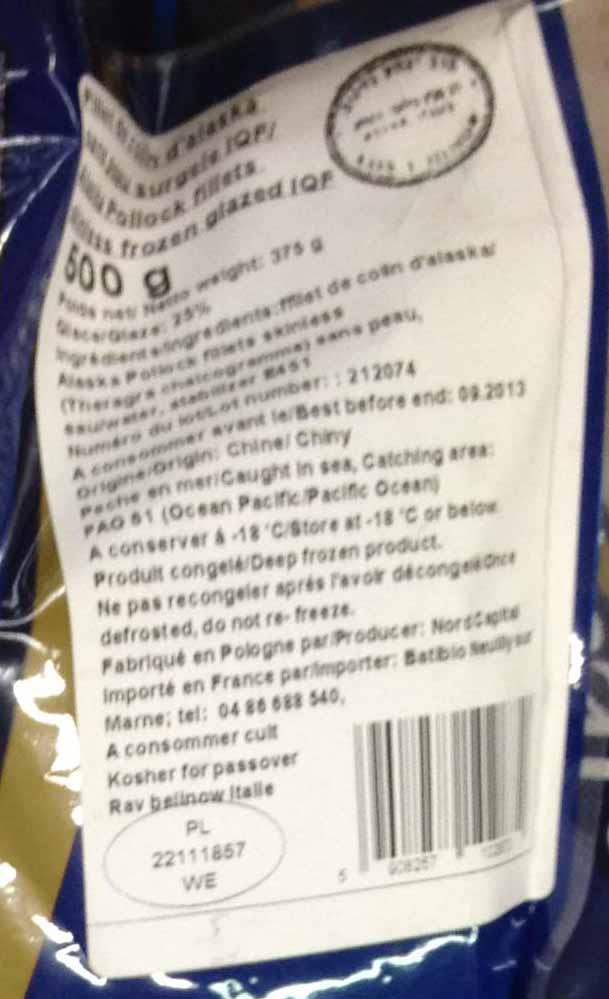 d'alaska
surgelé IQF/
Pollock fillets
frozen glazed IQF
500 g
Poids net/ Netto weight: 375 g
Glace/Glaze: 25%
Ingrédients/Ingredients: filet de colin d'alaska/
Alaska Pollock fillets skinless
(Theragra chalcogramma) sans peau,
eau/water, stabilizer E451
Numéro du lot/Lot number: : 212074
A consommer avant le/Best before end: 09.2013
Origine/Origin: Chine/ Chiny
Peche en mer/Caught in sea, Catching area:
FAO 61 (Ocean Pacific/Pacific Ocean)
A conserver á -18 °C/Store at -18 °C or below.
Produit congelé/Deep frozen product.
Ne pas recongeler aprés l'avoir décongelé/Once
defrosted, do not re- freeze.
Fabriqué en Pologne par/Producer: NordCapital
Importé en France par/importer: Batibio Neuilly sur
Marne; tel: 04 86 688 540,
A consommer cuit
Kosher for passover
Rav belinow Italie
PL
22111857
WE
5